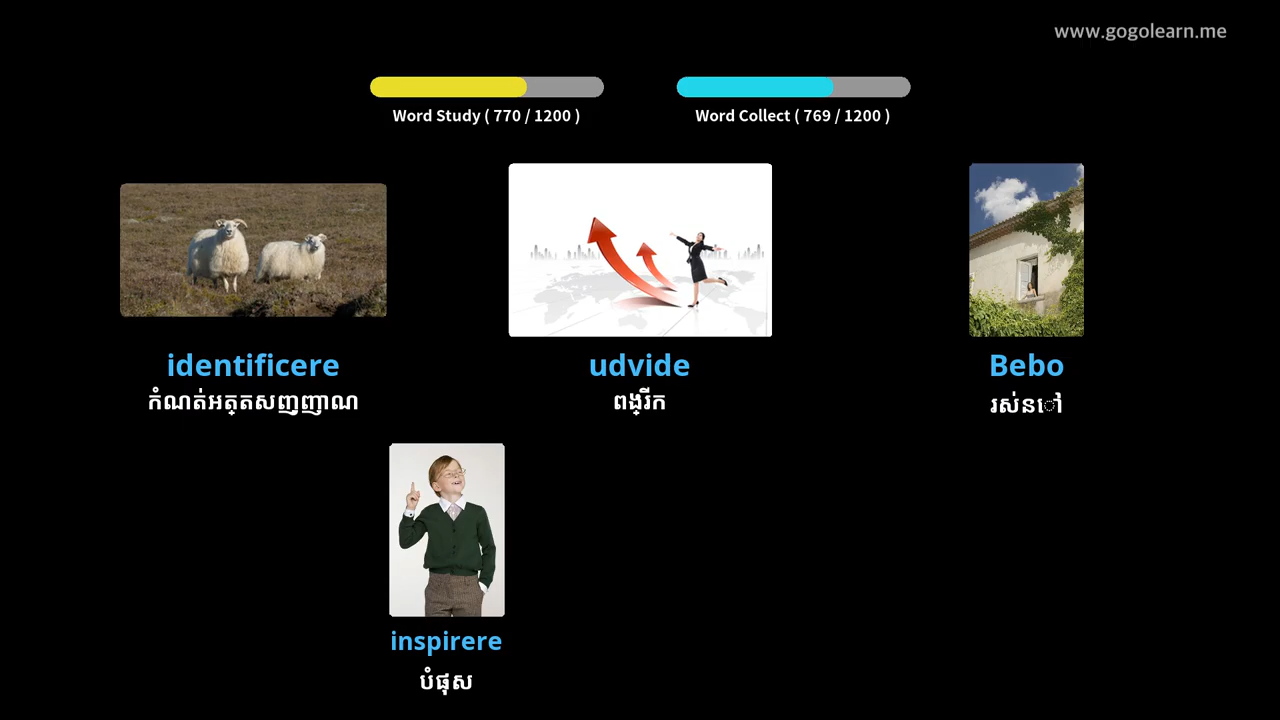 www.gogolearn.me
Word Study ( 770 / 1200 )
Word Collect ( 769 / 1200 )
identificere
កំណត់អត្តសញ្ញាណ
udvide
ពង្រីក
Bebo
រស់នៅ
inspirere
បំផុស